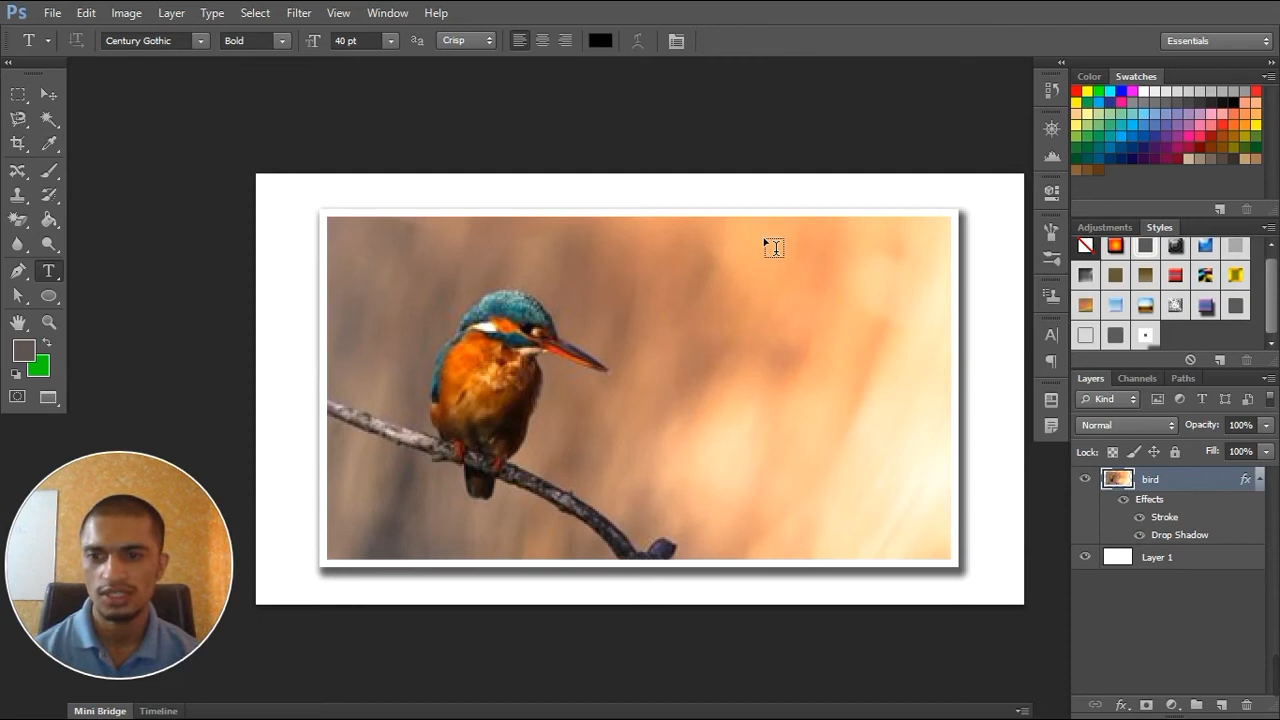 Ps File Edit Image Layer Type Select Filter View Window Help
T Century Gothic Bold 40 pt Crisp Essentials
Color Swatches
Adjustments Styles
Layers Channels Paths
Kind
Normal Opacity: 100%
Lock: Fill: 100%
bird fx
Effects
Stroke
Drop Shadow
Layer 1
Mini Bridge Timeline